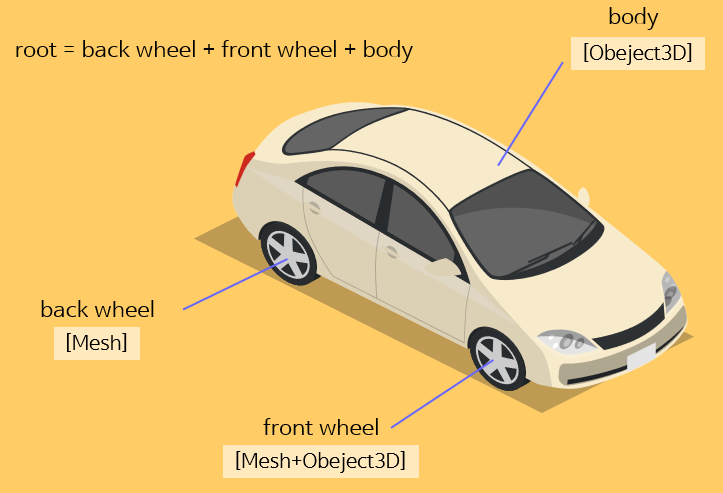 body
root = back wheel + front wheel + body
[Obeject3D]
back wheel
[Mesh]
front wheel
[Mesh+Obeject3D]